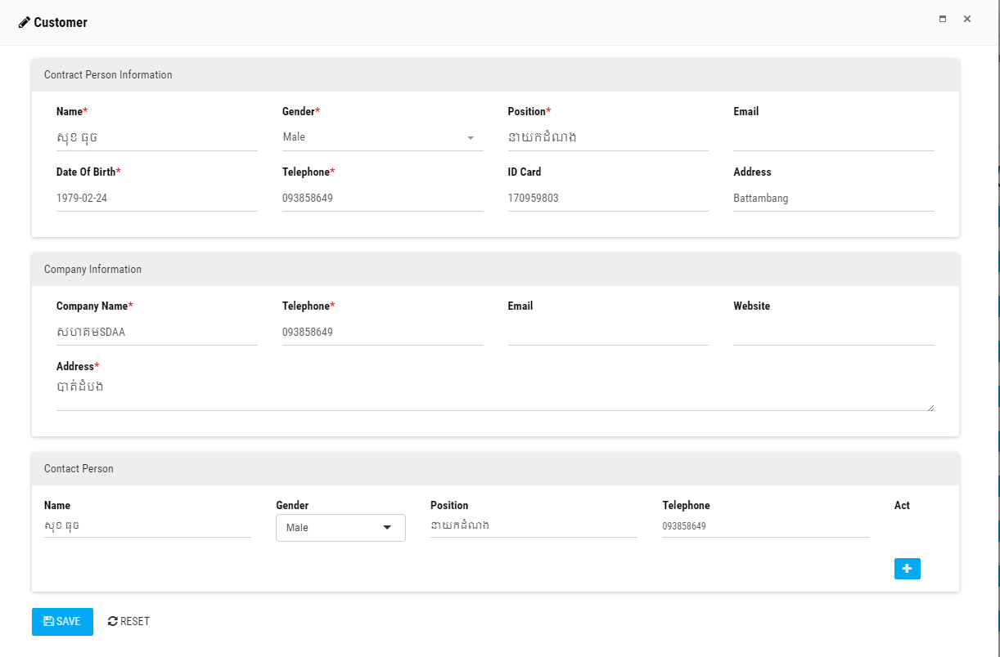 Customer
Contract Person Information
Name* Gender* Position* Email
សុខ ធុច Male នាយកដំណង
Date Of Birth* Telephone* ID Card Address
1979-02-24 093858649 170959803 Battambang
Company Information
Company Name* Telephone* Email Website
សហគមSDAA 093858649
Address*
បាត់ដំបង
Contact Person
Name Gender Position Telephone Act
សុខ ធុច Male នាយកដំណង 093858649
SAVE RESET